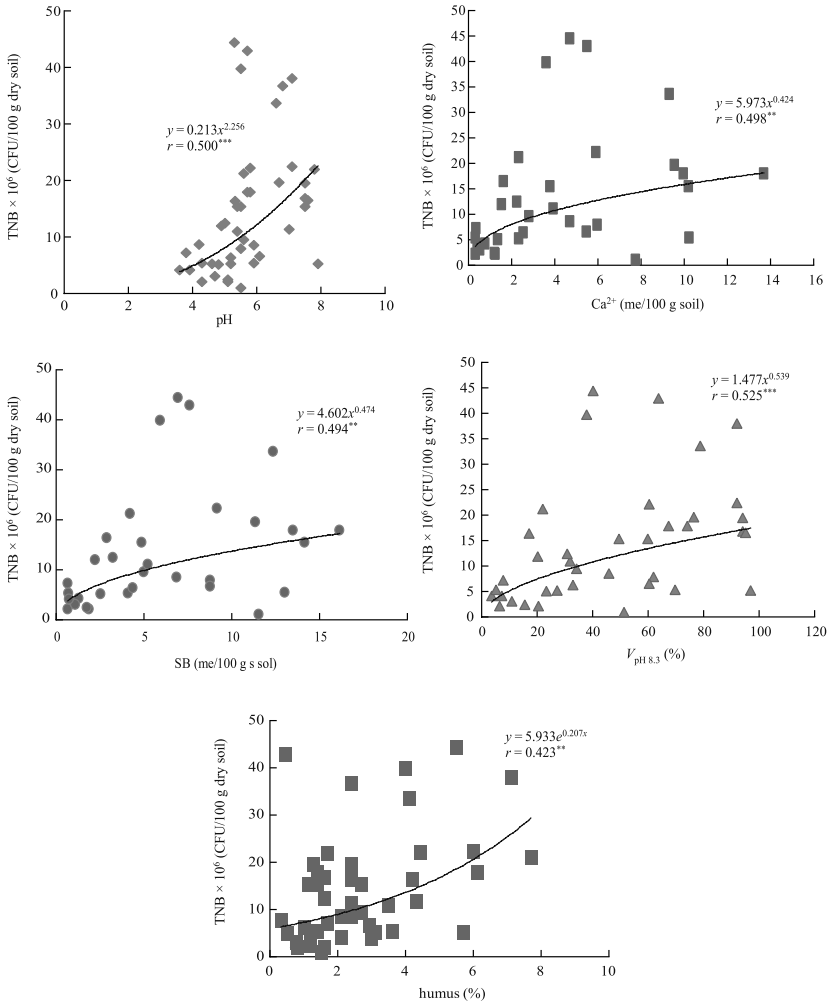 TNB × 10⁶ (CFU/100 g dry soil)
50
40
30
20
10
0
y = 0.213x^2.256
r = 0.500***
0 2 4 6 8 10
pH
TNB × 10⁶ (CFU/100 g dry soil)
50
45
40
35
30
25
20
15
10
5
0
y = 5.973x^0.424
r = 0.498**
0 2 4 6 8 10 12 14 16
Ca²⁺ (me/100 g soil)
TNB × 10⁶ (CFU/100 g dry soil)
50
40
30
20
10
0
y = 4.602x^0.474
r = 0.494**
0 5 10 15 20
SB (me/100 g s sol)
TNB × 10⁶ (CFU/100 g dry soil)
50
45
40
35
30
25
20
15
10
5
0
y = 1.477x^0.539
r = 0.525***
0 20 40 60 80 100 120
V pH 8.3 (%)
TNB × 10⁶ (CFU/100 g dry soil)
50
40
30
20
10
0
y = 5.933e^0.207x
r = 0.423**
0 2 4 6 8 10
humus (%)